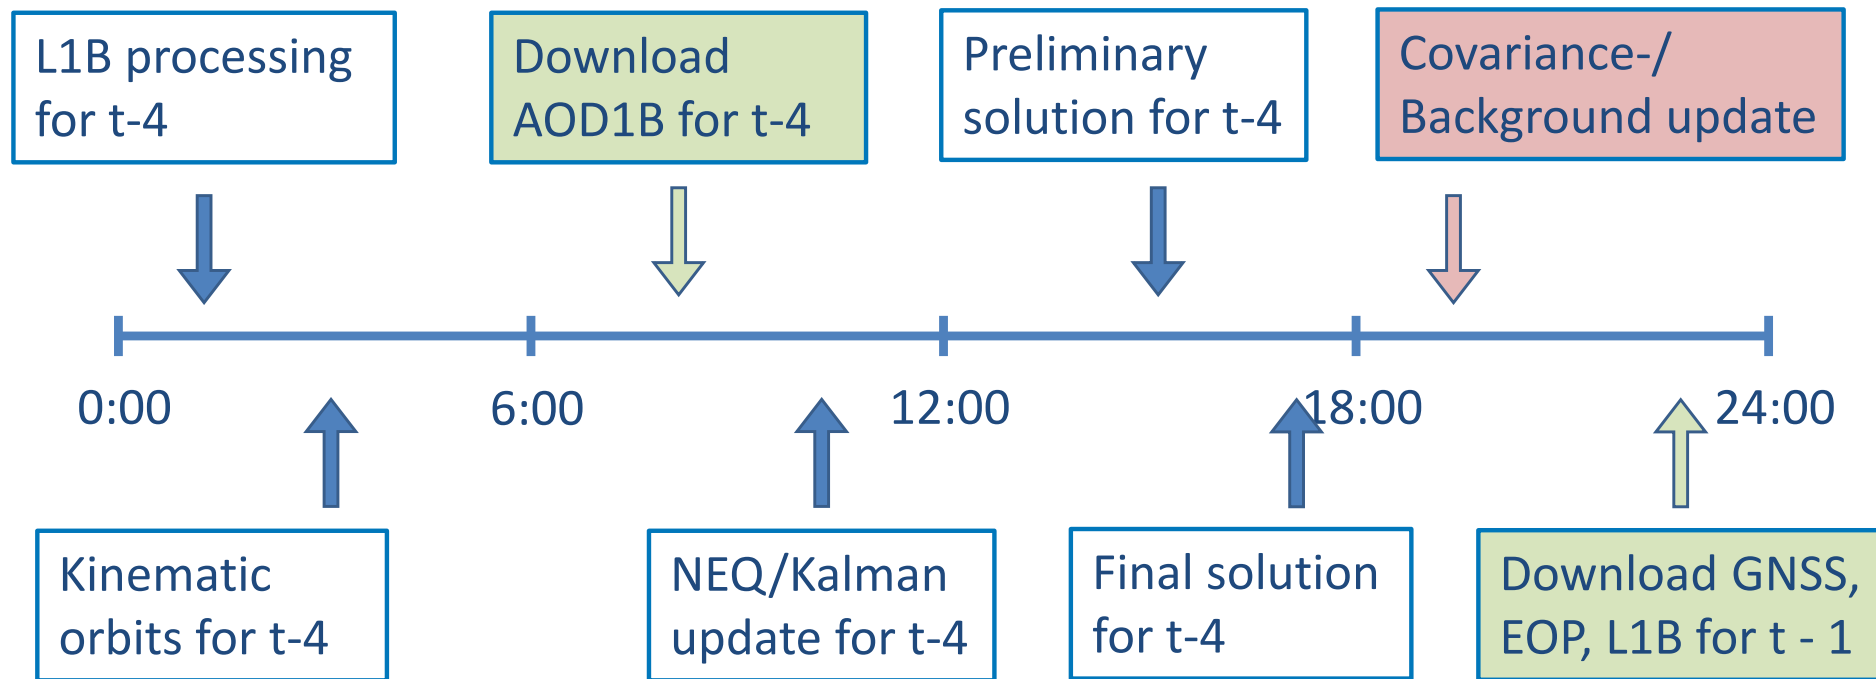 L1B processing
for t-4
Download
AOD1B for t-4
Preliminary
solution for t-4
Covariance-/
Background update
0:00
6:00
12:00
18:00
24:00
Kinematic
orbits for t-4
NEQ/Kalman
update for t-4
Final solution
for t-4
Download GNSS,
EOP, L1B for t - 1